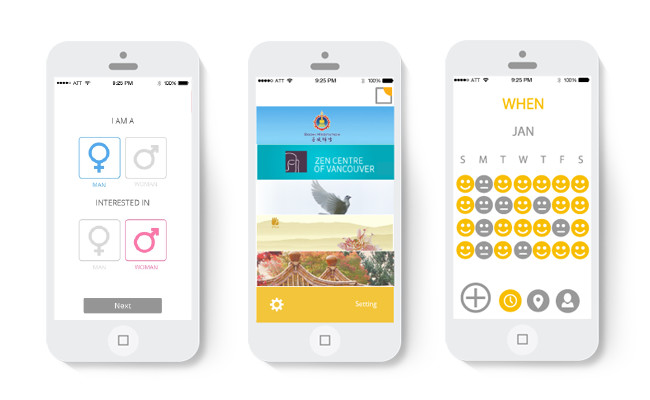 ATT
9:25 PM
100%
I AM A
MAN
WOMAN
INTERESTED IN
MAN
WOMAN
Next
ATT
9:25 PM
100%
ZEN CENTRE
OF VANCOUVER
Setting
ATT
9:25 PM
100%
WHEN
JAN
S M T W T F S